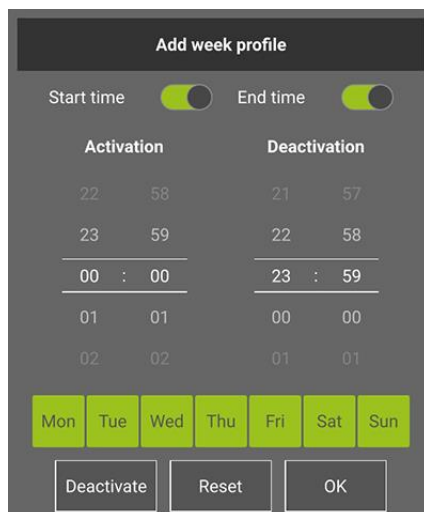 Add week profile
Start time End time
Activation Deactivation
22 58 21 57
23 59 22 58
00 : 00 23 : 59
01 01 00 00
02 02 01 01
Mon Tue Wed Thu Fri Sat Sun
Deactivate Reset OK